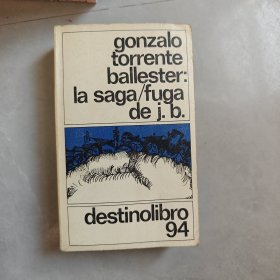 gonzalo
torrente
ballester:
la saga/fuga
de j. b.
destinolibro
94